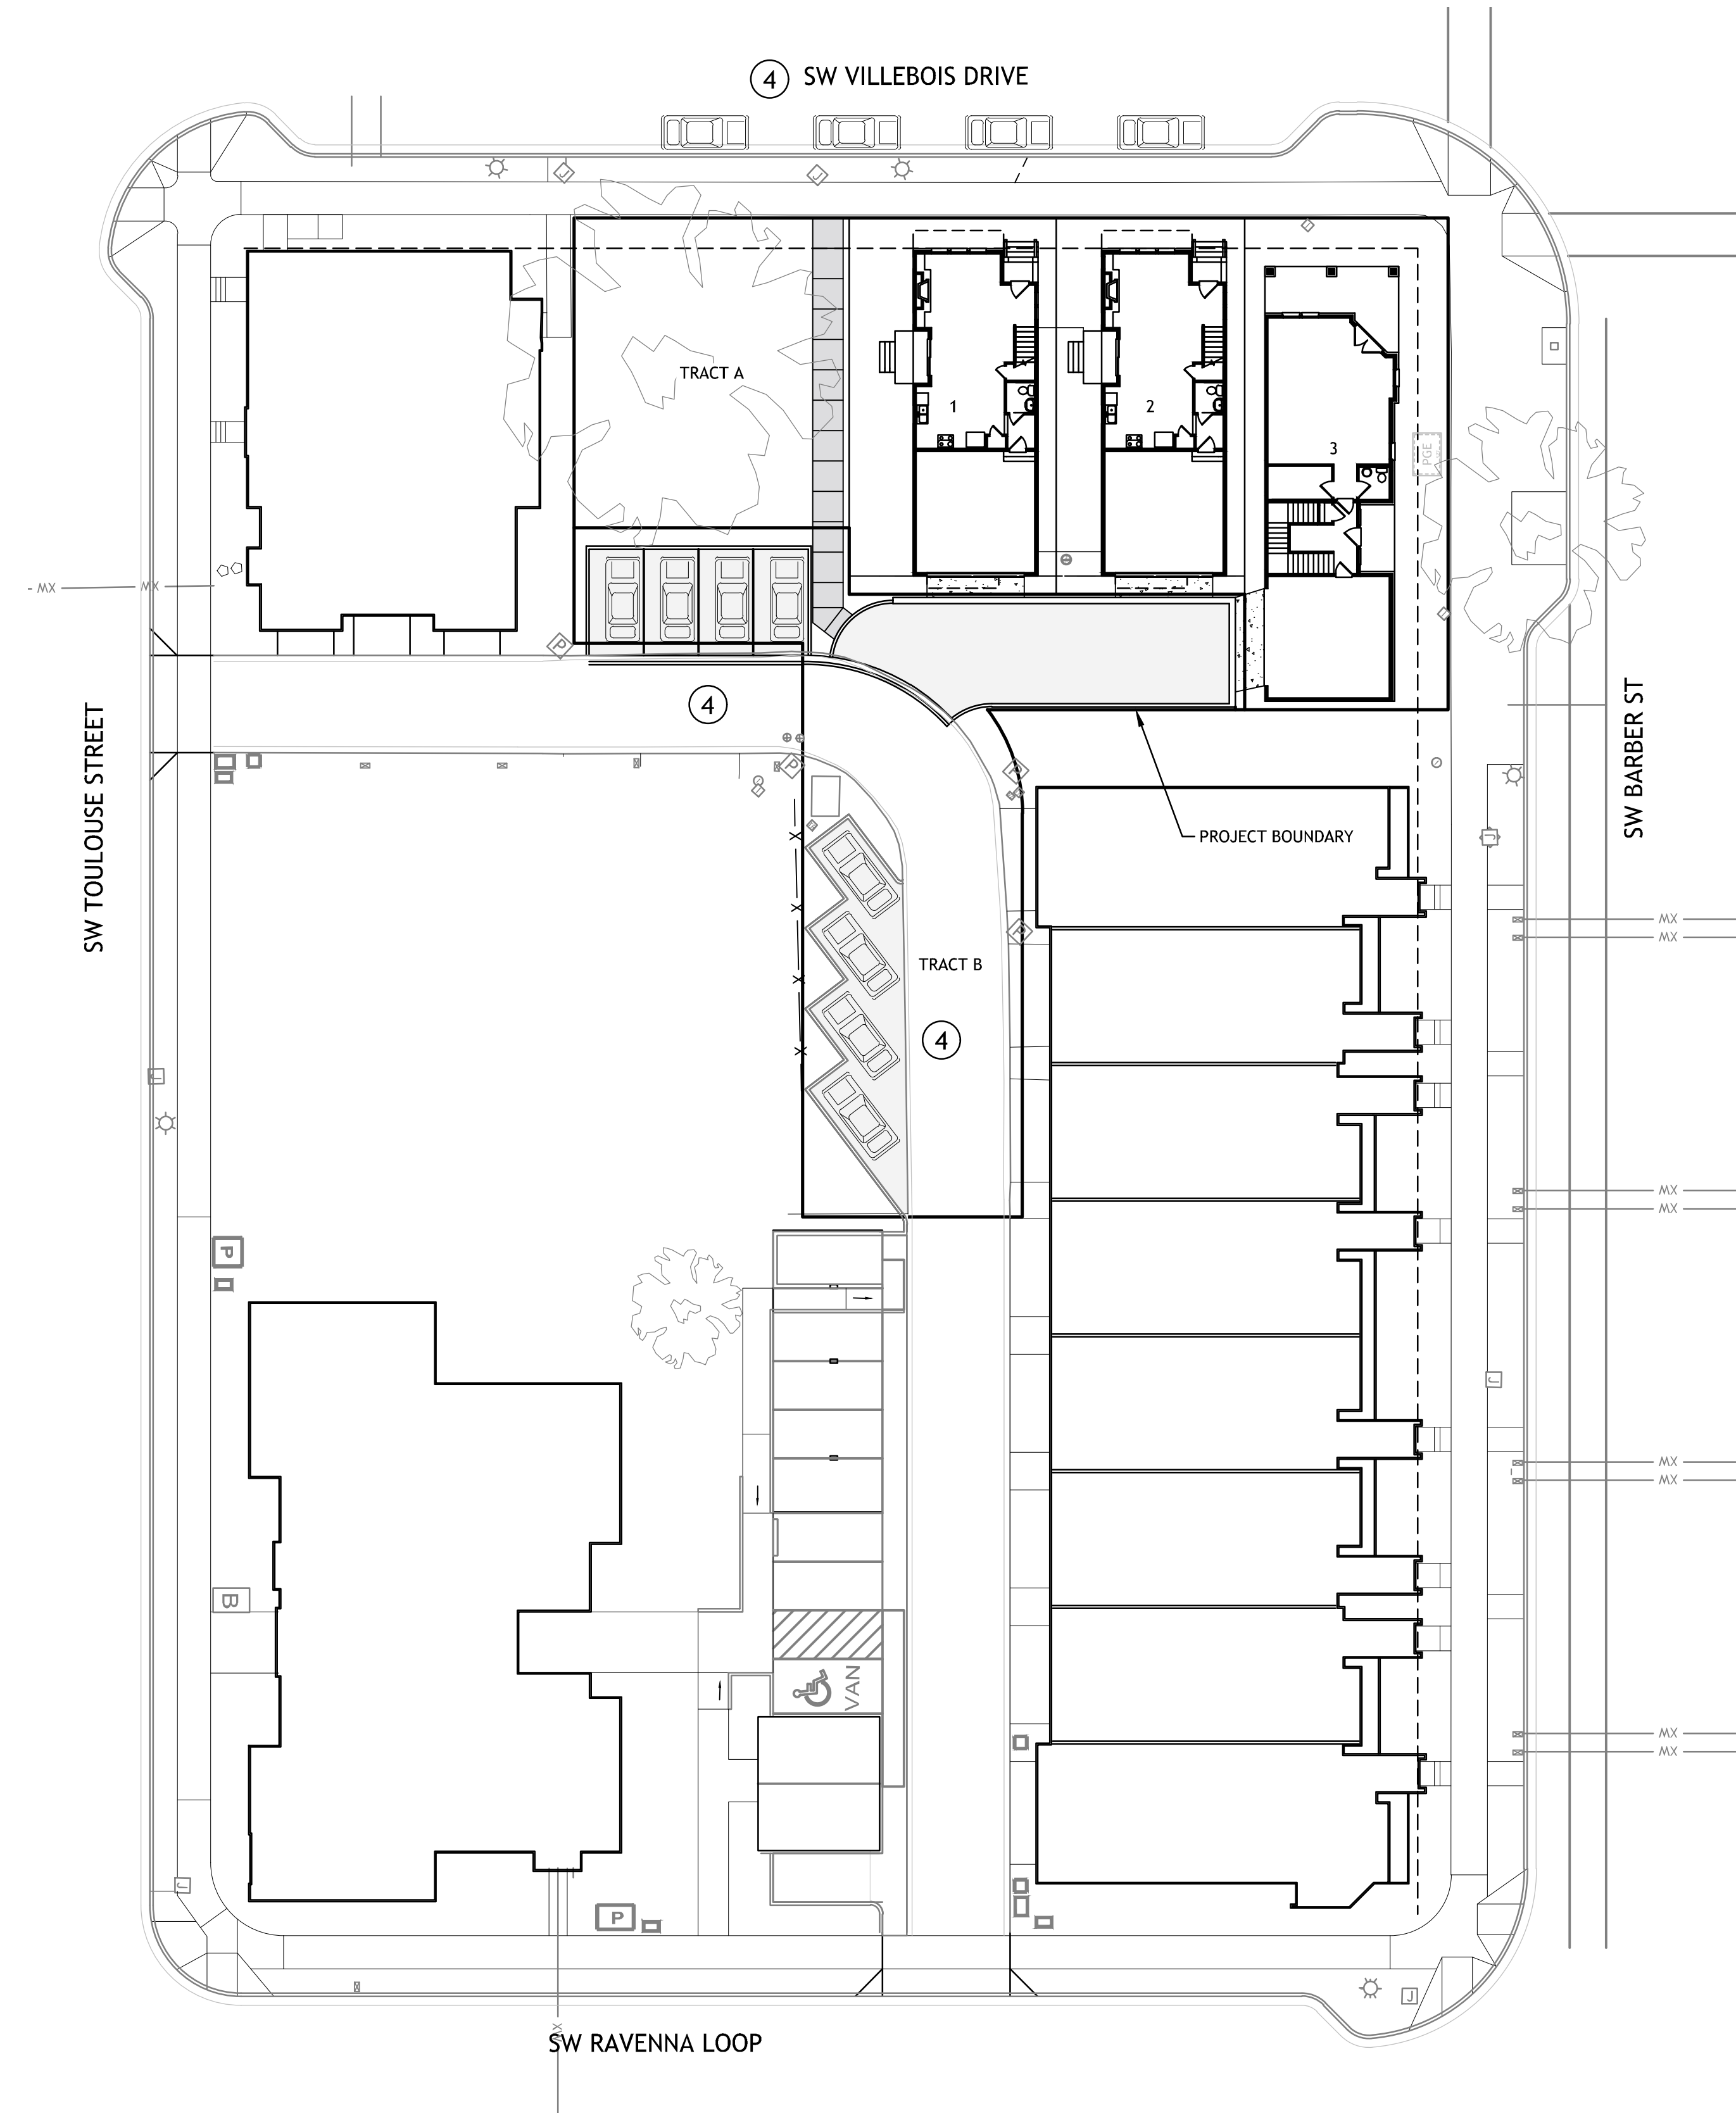 4 SW VILLEBOIS DRIVE
J
J
TRACT A
1
2
3
PGE
MX
MX
P
4
SW TOULOUSE STREET
SW BARBER ST
P
P
X
PROJECT BOUNDARY
J
X
MX
P
MX
TRACT B
X
4
X
J
MX
MX
P
J
MX
MX
B
VAN
MX
MX
J
P
J
MX
SW RAVENNA LOOP